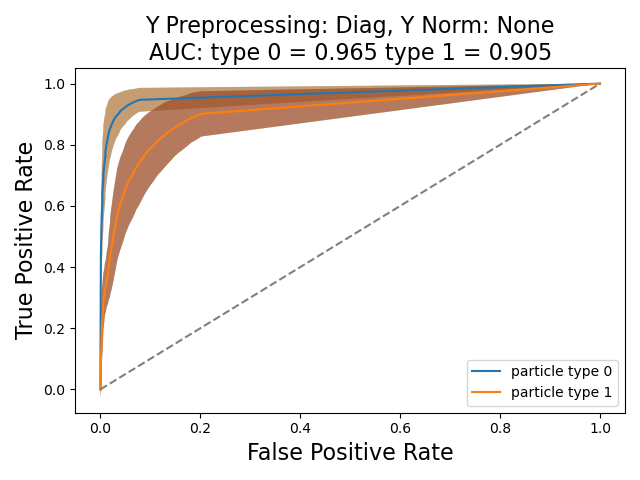 Y Preprocessing: Diag, Y Norm: None
AUC: type 0 = 0.965 type 1 = 0.905
True Positive Rate
1.0
0.8
0.6
0.4
0.2
0.0
0.0 0.2 0.4 0.6 0.8 1.0
False Positive Rate
particle type 0
particle type 1